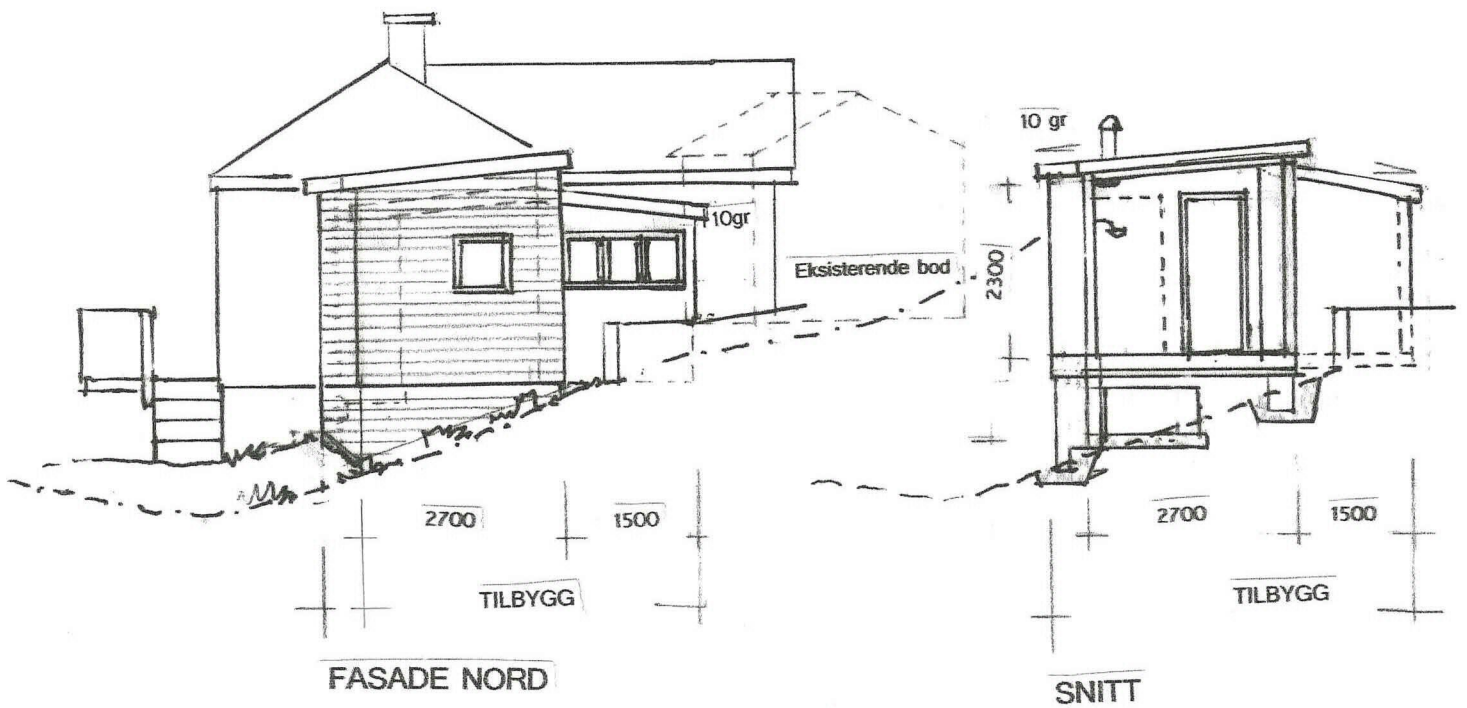 10 gr
10gr
Eksisterende bod
2300
2700
1500
TILBYGG
FASADE NORD
2700
1500
TILBYGG
SNITT